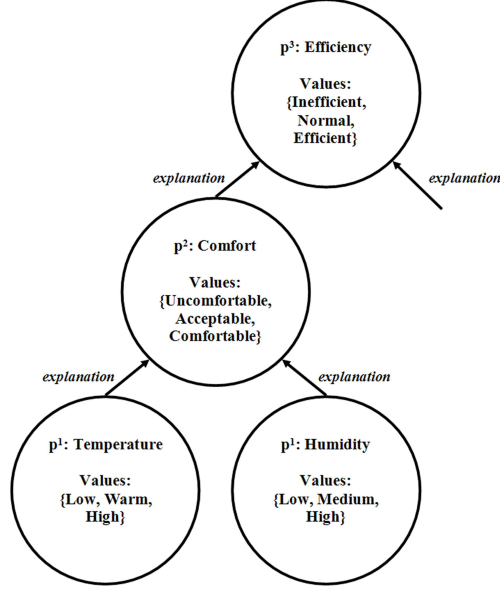 p³: Efficiency
Values:
{Inefficient,
Normal,
Efficient}
explanation
explanation
p²: Comfort
Values:
{Uncomfortable,
Acceptable,
Comfortable}
explanation
explanation
p¹: Temperature
Values:
{Low, Warm,
High}
p¹: Humidity
Values:
{Low, Medium,
High}